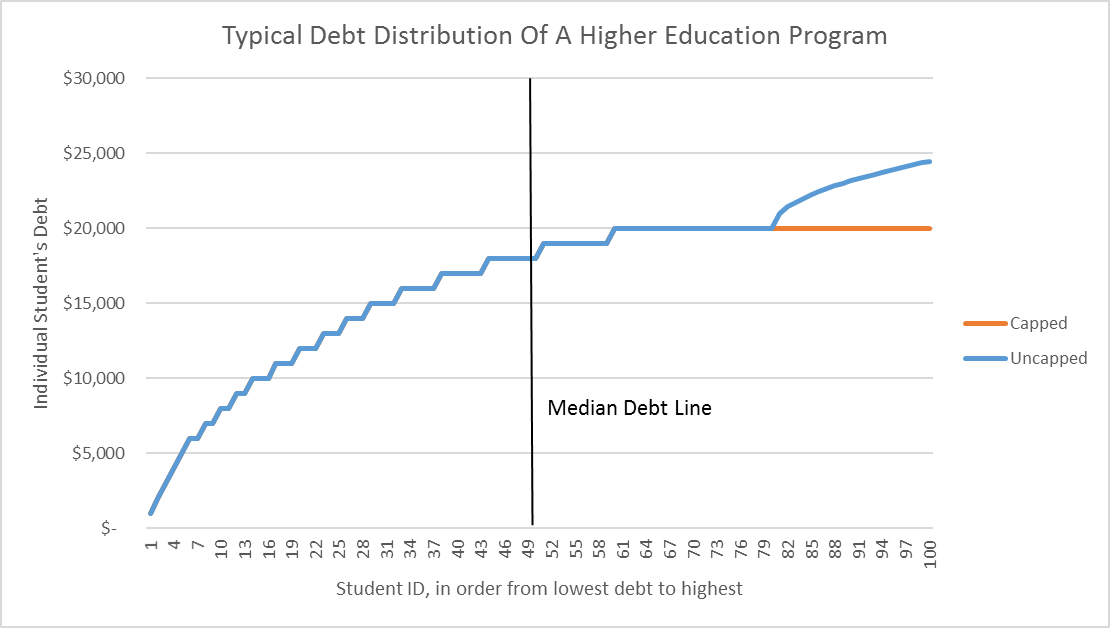 Typical Debt Distribution Of A Higher Education Program
$30,000
$25,000
$20,000
$15,000
$10,000
$5,000
$-
Individual Student's Debt
Median Debt Line
Capped
Uncapped
1 4 7 10 13 16 19 22 25 28 31 34 37 40 43 46 49 52 55 58 61 64 67 70 73 76 79 82 85 88 91 94 97 100
Student ID, in order from lowest debt to highest